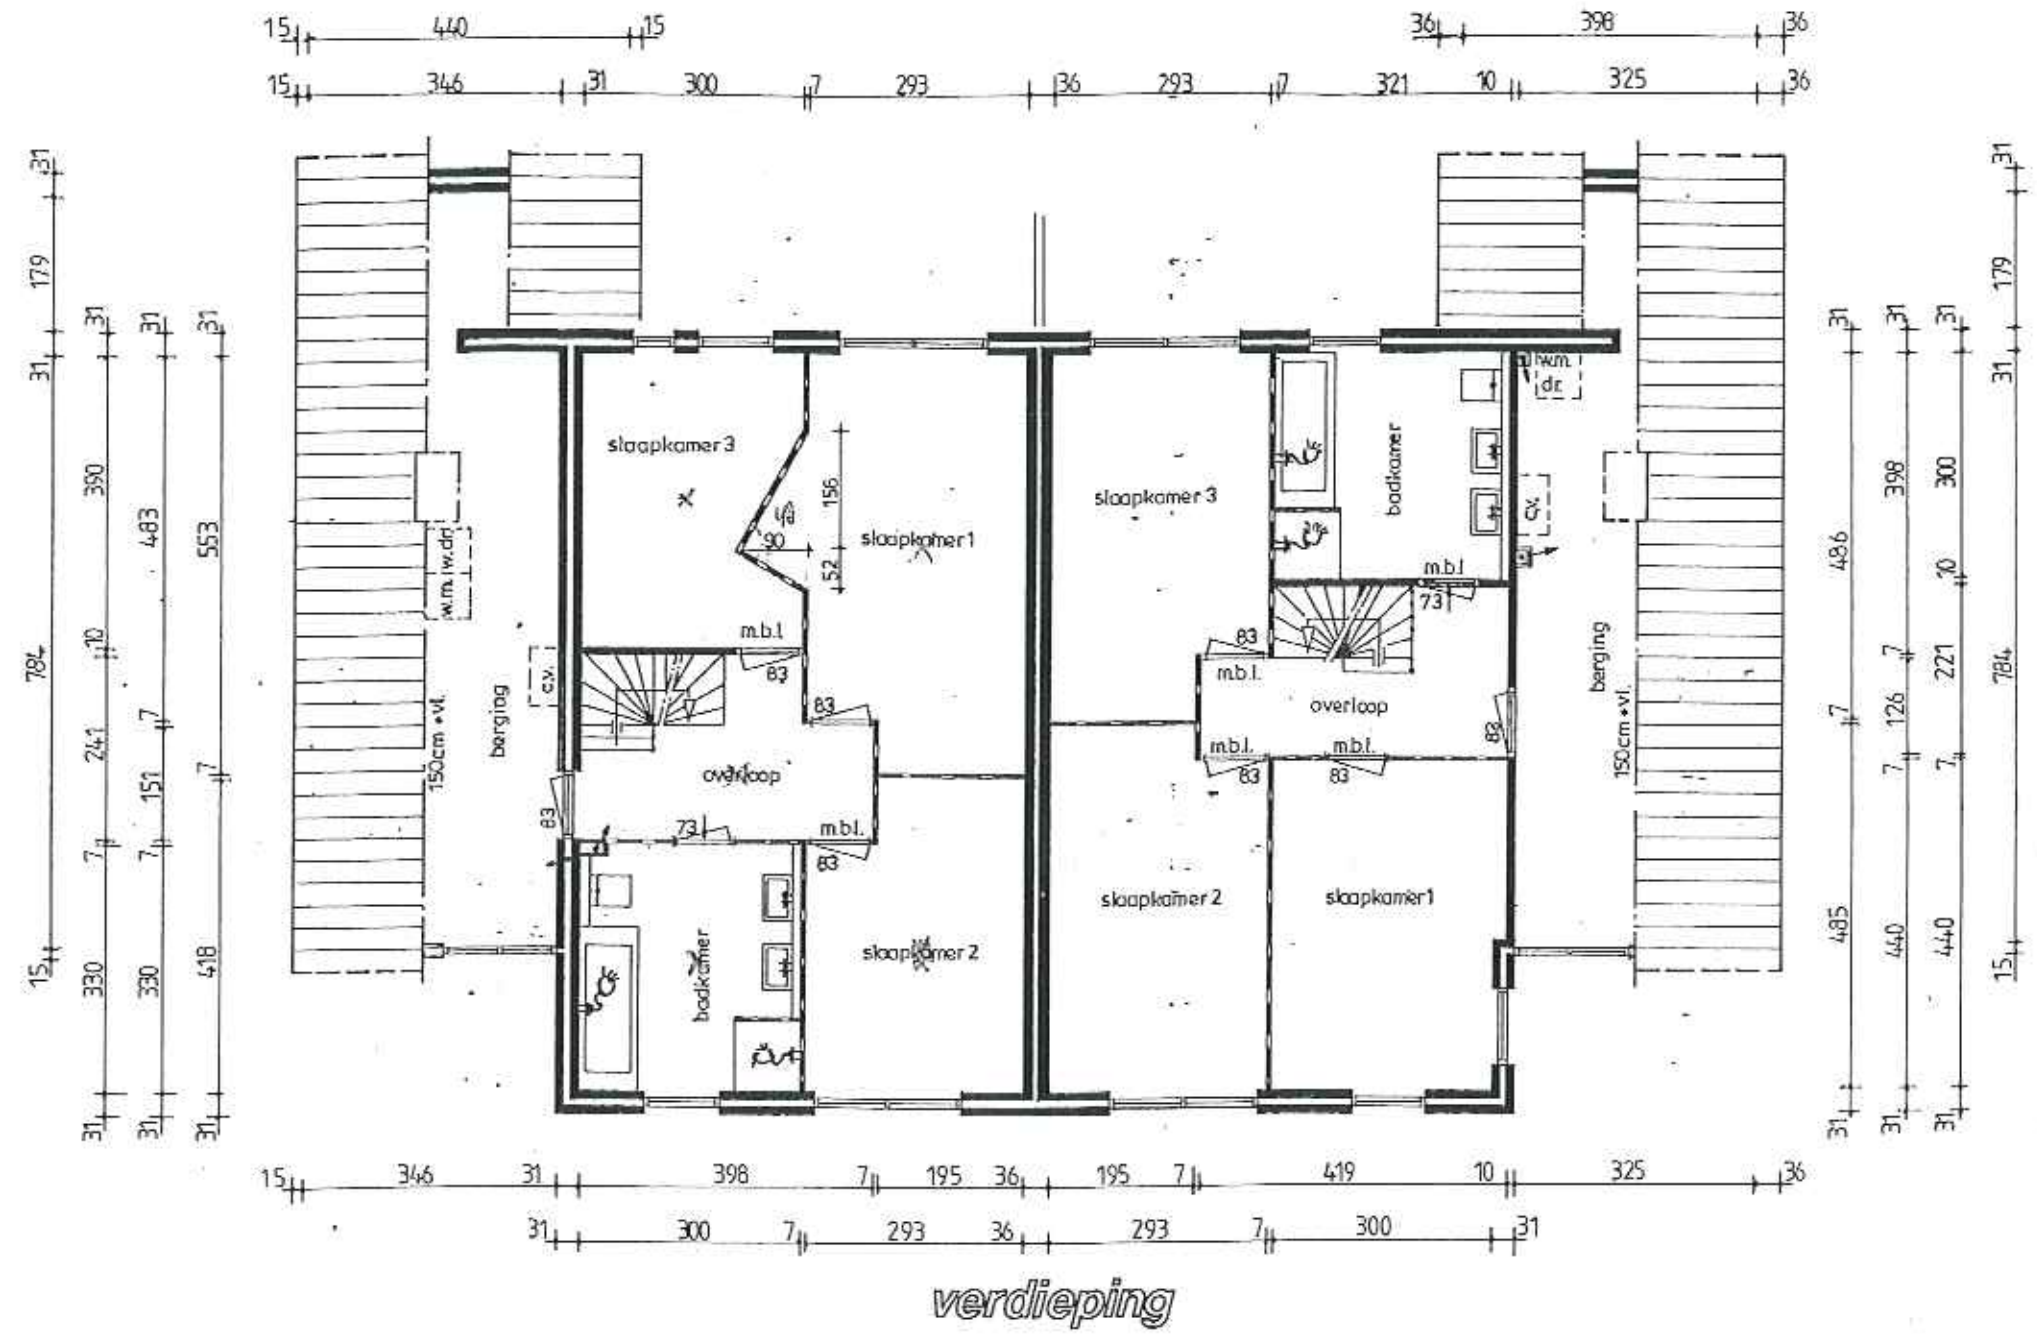 15 440 15 36 398 36
15 346 31 300 7 293 36 293 7 321 10 325 36
31 179 31 784 15
31 390 10 241 7 330 31
31 483 7 151 7 330 31
31 553 7 418 31
slaapkamer 3
156
90
52
slaapkamer 1
m.b.l.
83
83
w.m. w.dr.
c.v.
berging
150cm + vl.
overloop
83
73
m.b.l.
83
badkamer
slaapkamer 2
slaapkamer 3
badkamer
w.m.
dr.
c.v.
m.b.l.
73
83
m.b.l.
overloop
83
m.b.l.
83
m.b.l.
83
berging
150cm + vl.
slaapkamer 2
slaapkamer 1
31 486 7 485 31
31 398 7 126 7 440 31
31 300 10 221 7 440 31
31 179 31 784 15
15 346 31 398 7 195 36 195 7 419 10 325 36
31 300 7 293 36 293 7 300 31
verdieping